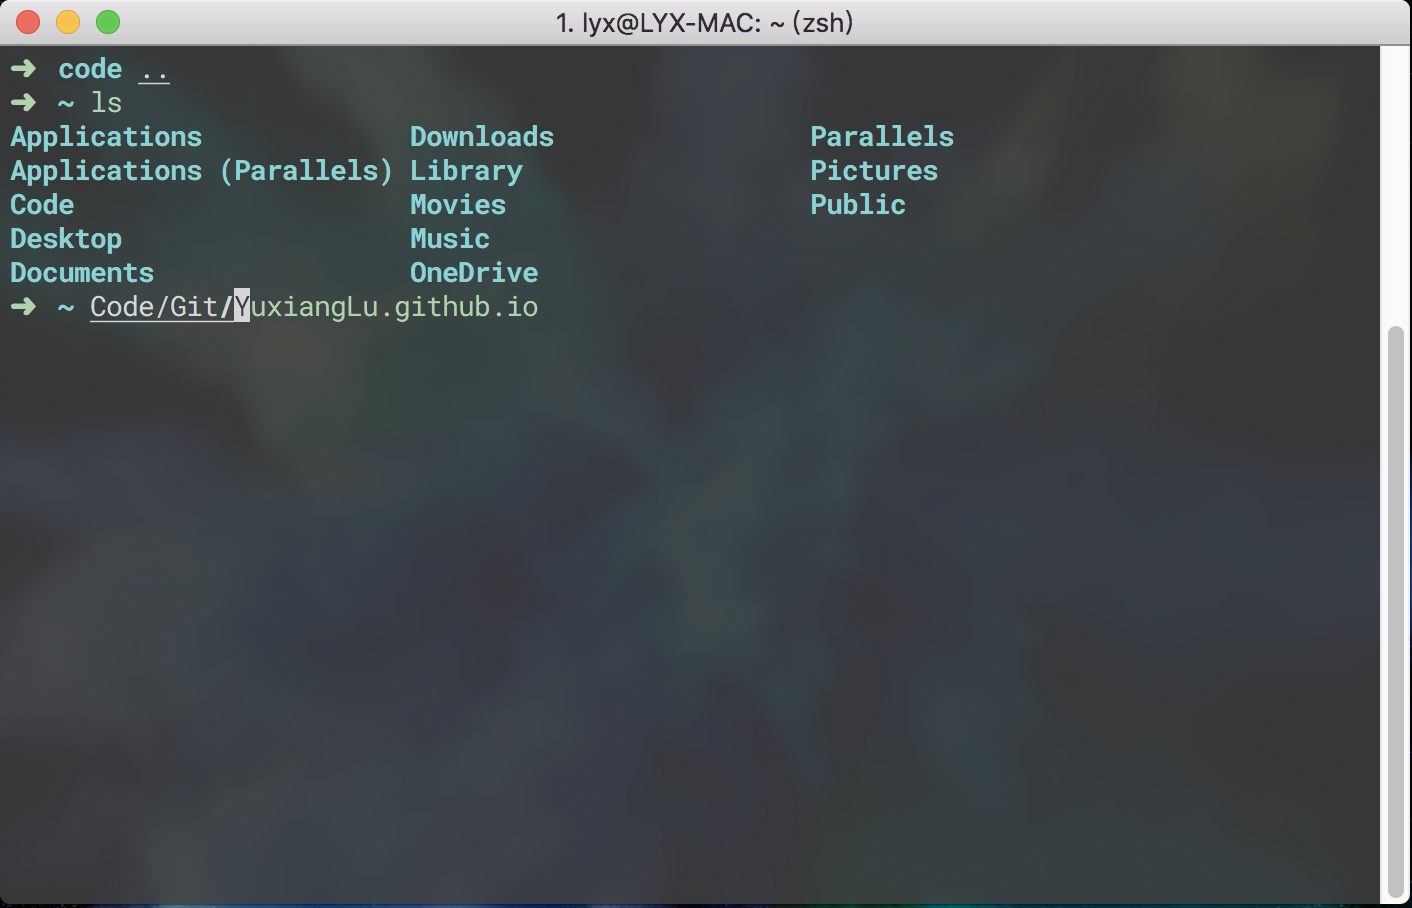 1. lyx@LYX-MAC: ~ (zsh)
➜ code ..
➜ ~ ls
Applications Downloads Parallels
Applications (Parallels) Library Pictures
Code Movies Public
Desktop Music
Documents OneDrive
➜ ~ Code/Git/YuxiangLu.github.io